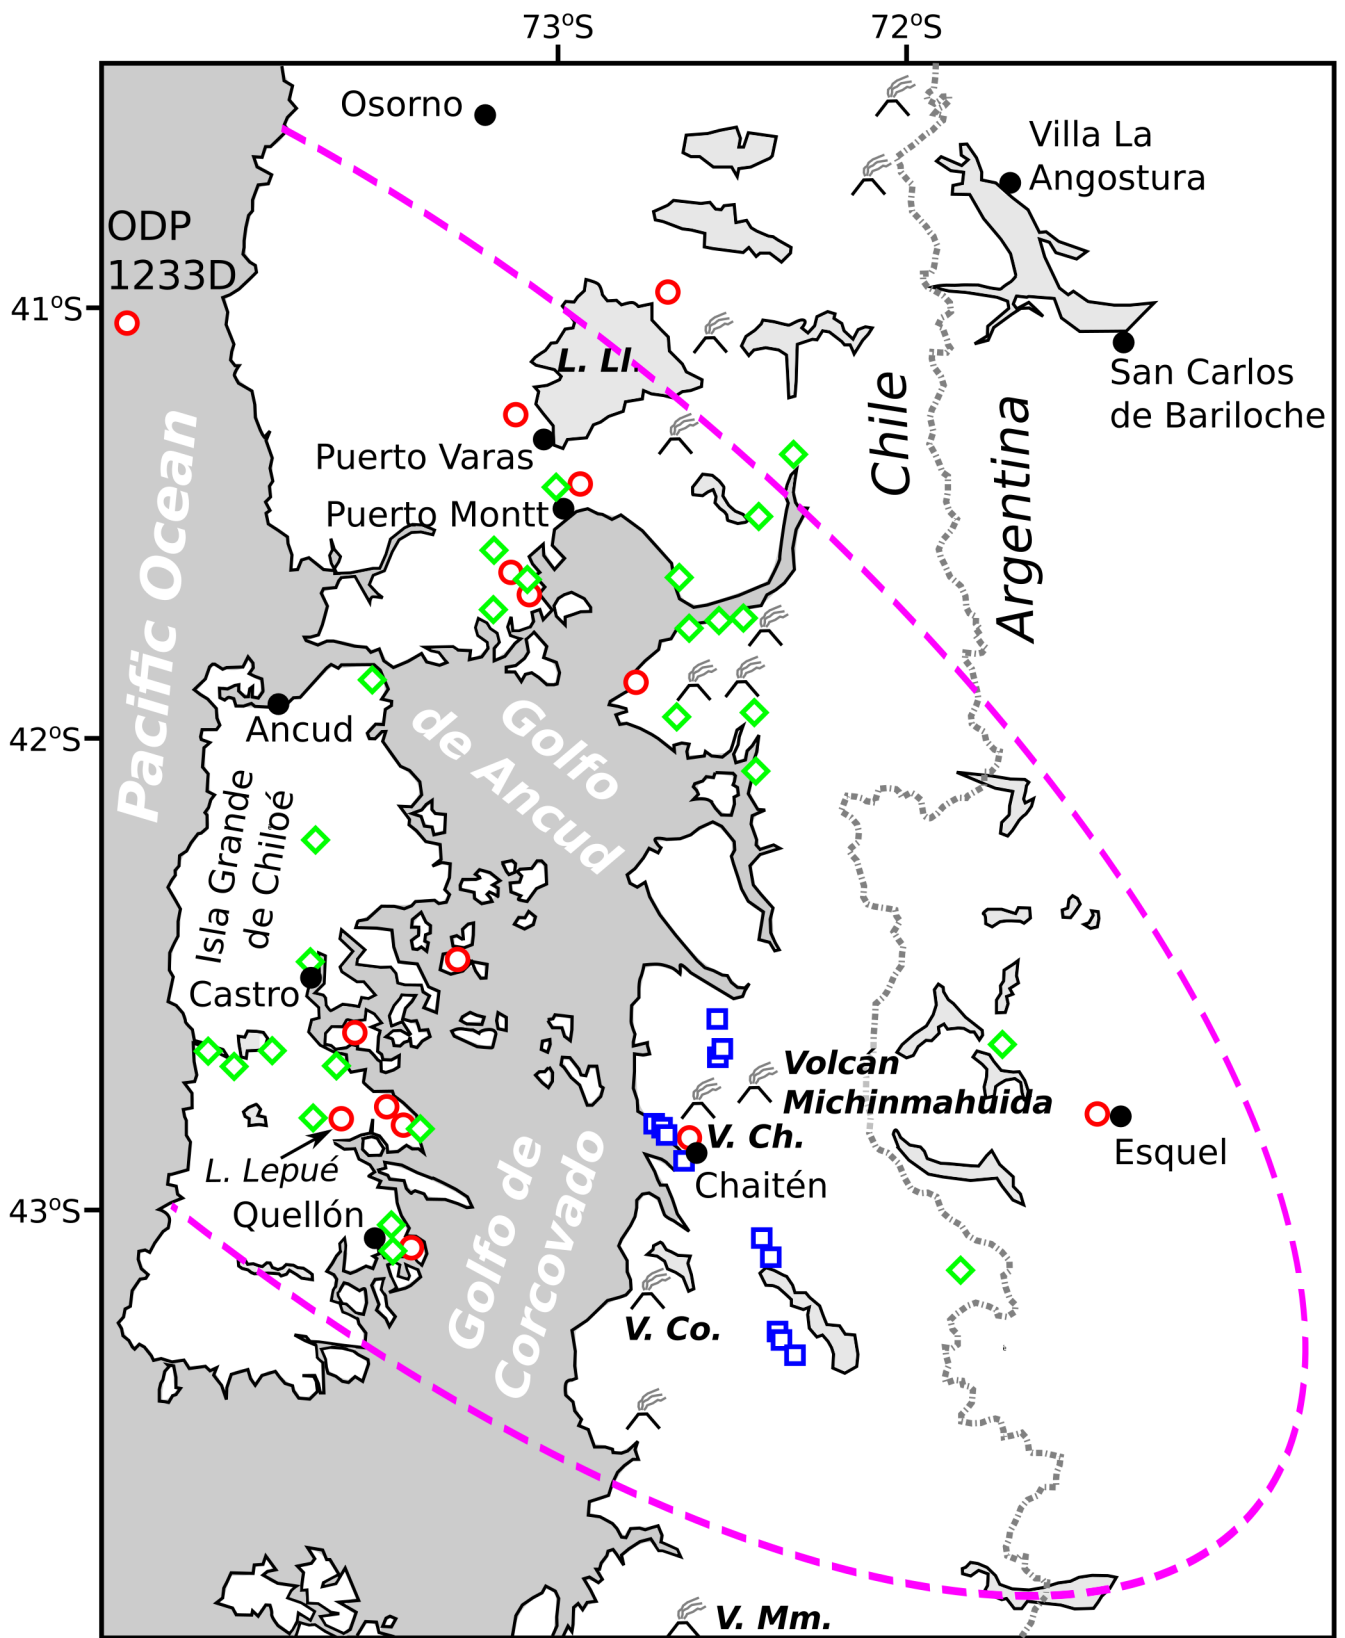 73ºS
72ºS
Osorno
Villa La
Angostura
ODP
1233D
41ºS
L. Ll.
San Carlos
de Bariloche
Chile
Argentina
Pacific Ocean
Puerto Varas
Puerto Montt
Ancud
42ºS
Golfo
de Ancud
Isla Grande
de Chiloé
Castro
Volcán
Michinmahuida
V. Ch.
Chaitén
Esquel
L. Lepué
Quellón
43ºS
Golfo de
Corcovado
V. Co.
V. Mm.